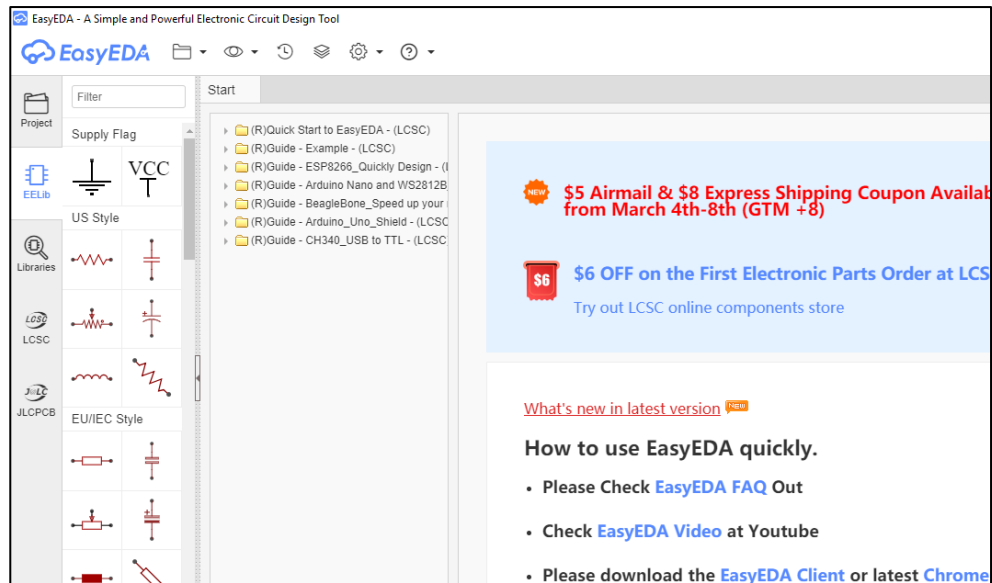 EasyEDA - A Simple and Powerful Electronic Circuit Design Tool
EasyEDA
Start
Project
Filter
Supply Flag
VCC
EELib
US Style
Libraries
LCSC
LCSC
JLC
JLCPCB
EU/IEC Style
(R)Quick Start to EasyEDA - (LCSC)
(R)Guide - Example - (LCSC)
(R)Guide - ESP8266_Quickly Design - (
(R)Guide - Arduino Nano and WS2812B
(R)Guide - BeagleBone_Speed up your
(R)Guide - Arduino_Uno_Shield - (LCSC
(R)Guide - CH340_USB to TTL - (LCSC
NEW
$5 Airmail & $8 Express Shipping Coupon Availab
from March 4th-8th (GTM +8)
$6
$6 OFF on the First Electronic Parts Order at LCS
Try out LCSC online components store
What's new in latest version
NEW
How to use EasyEDA quickly.
• Please Check EasyEDA FAQ Out
• Check EasyEDA Video at Youtube
• Please download the EasyEDA Client or latest Chrome